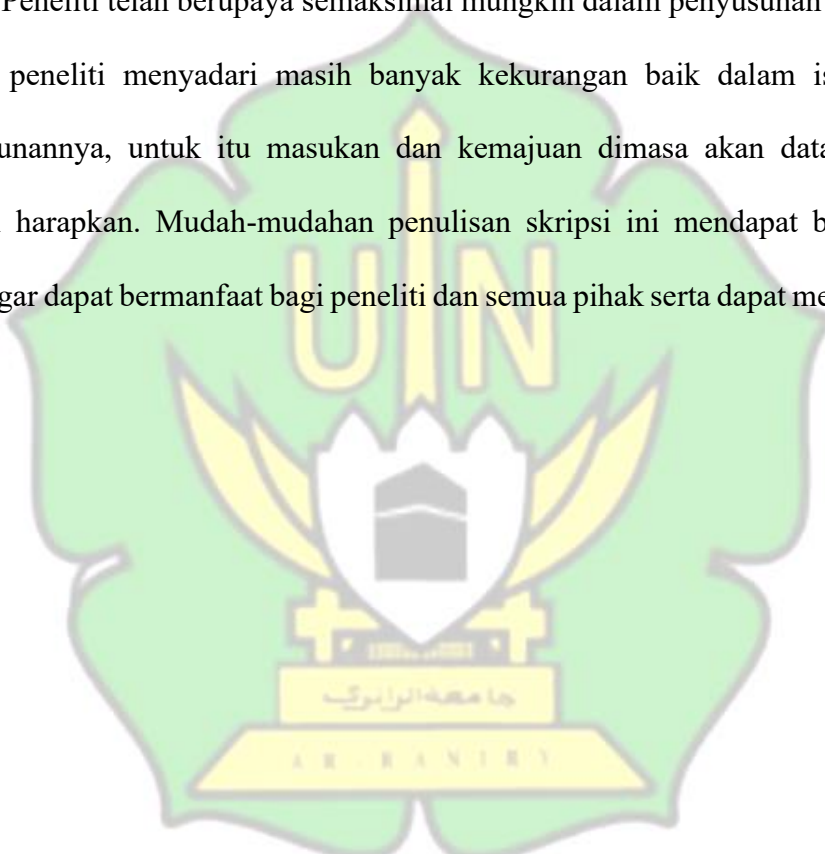 Peneliti telah berupaya semaksimal mungkin dalam penyusunan
peneliti menyadari masih banyak kekurangan baik dalam is
unannya, untuk itu masukan dan kemajuan dimasa akan data
harapkan. Mudah-mudahan penulisan skripsi ini mendapat b
gar dapat bermanfaat bagi peneliti dan semua pihak serta dapat me
UIN
جامعة الرانيري
AR-RANIRY